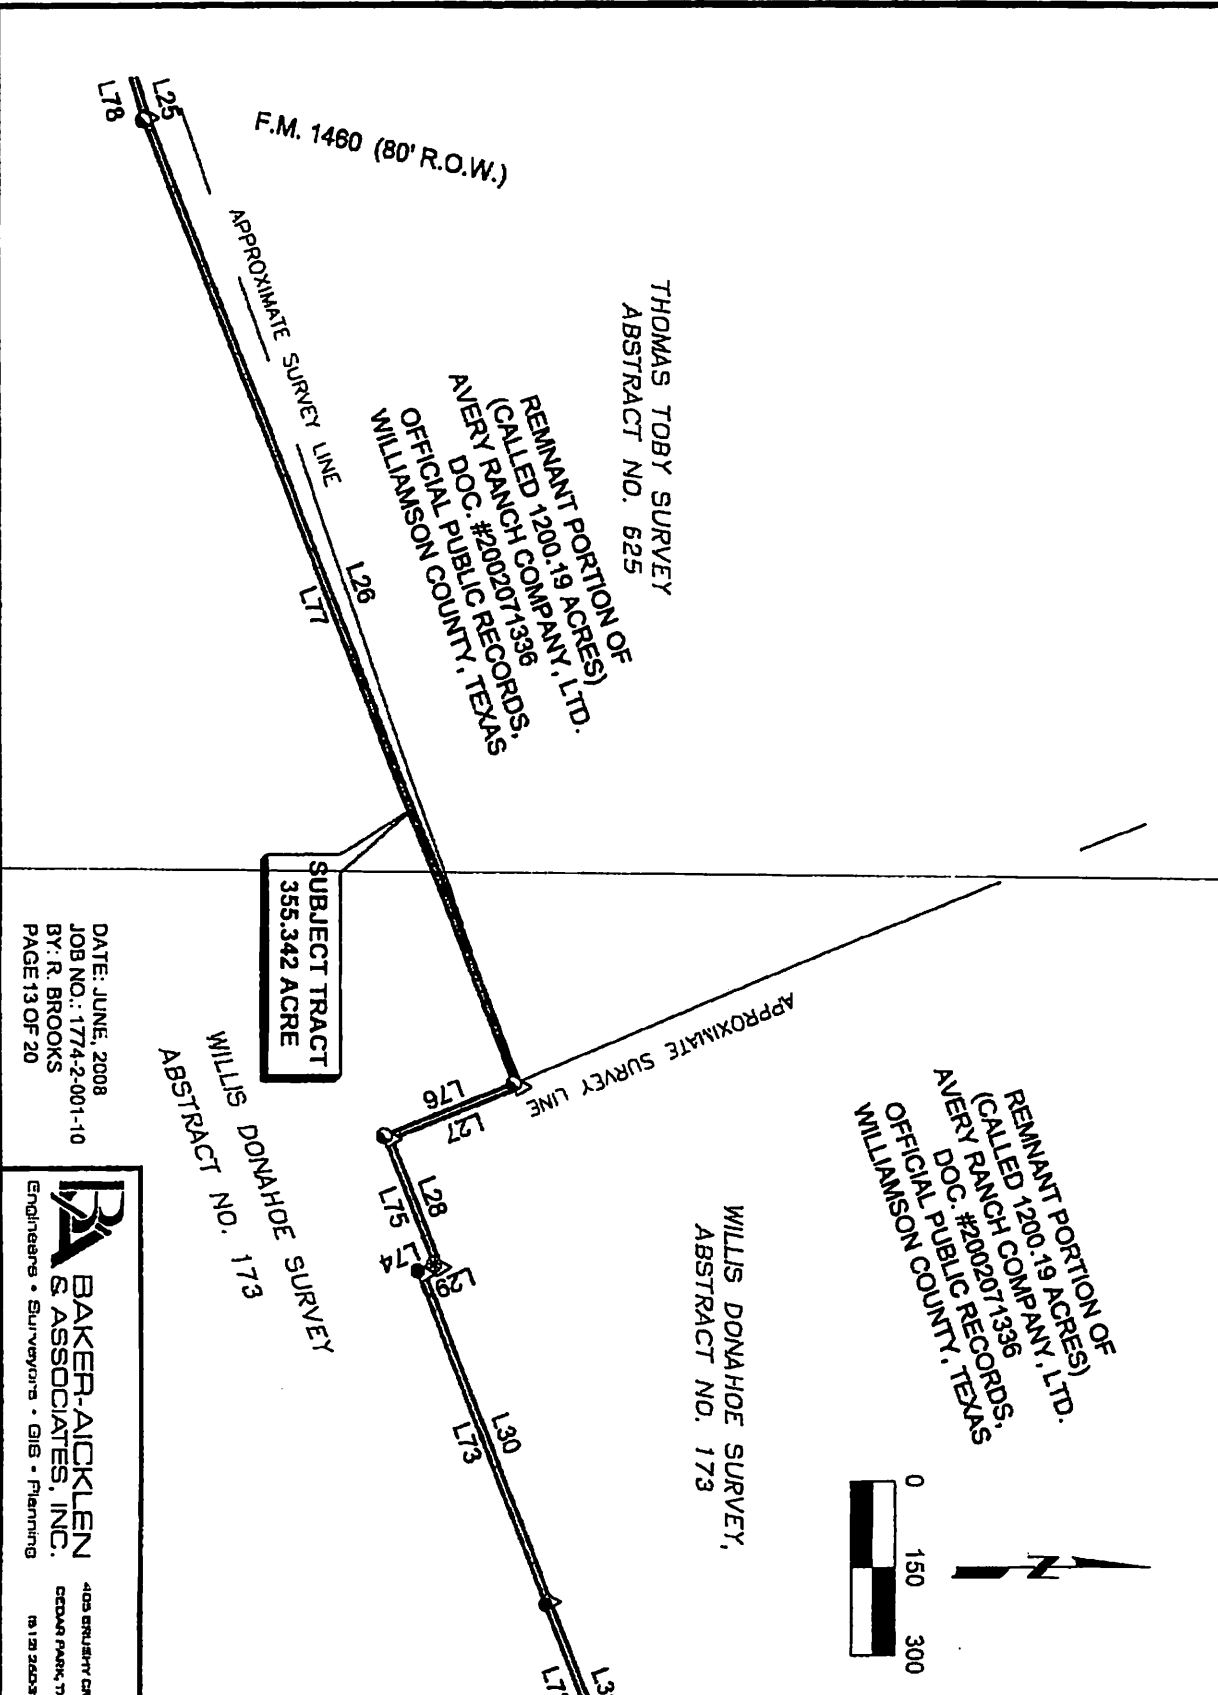 L25
L78
F.M. 1460 (80' R.O.W.)
APPROXIMATE SURVEY LINE
THOMAS TOBY SURVEY
ABSTRACT NO. 625
REMNANT PORTION OF
(CALLED 1200.19 ACRES)
AVERY RANCH COMPANY, LTD.
DOC. #2002071336
OFFICIAL PUBLIC RECORDS,
WILLIAMSON COUNTY, TEXAS
L26
L77
SUBJECT TRACT
355.342 ACRE
APPROXIMATE SURVEY LINE
L76
L27
L28
L75
L74
L29
L30
L73
REMNANT PORTION OF
(CALLED 1200.19 ACRES)
AVERY RANCH COMPANY, LTD.
DOC. #2002071336
OFFICIAL PUBLIC RECORDS,
WILLIAMSON COUNTY, TEXAS
WILLIS DONAHOE SURVEY,
ABSTRACT NO. 173
WILLIS DONAHOE SURVEY
ABSTRACT NO. 173
0 150 300
N
DATE: JUNE, 2008
JOB NO.: 1774-2-001-10
BY: R. BROOKS
PAGE 13 OF 20
BAKER-AICKLEN
& ASSOCIATES, INC.
Engineers • Surveyors • GIS • Planning
405 BRUSHY
CEDAR PARK,